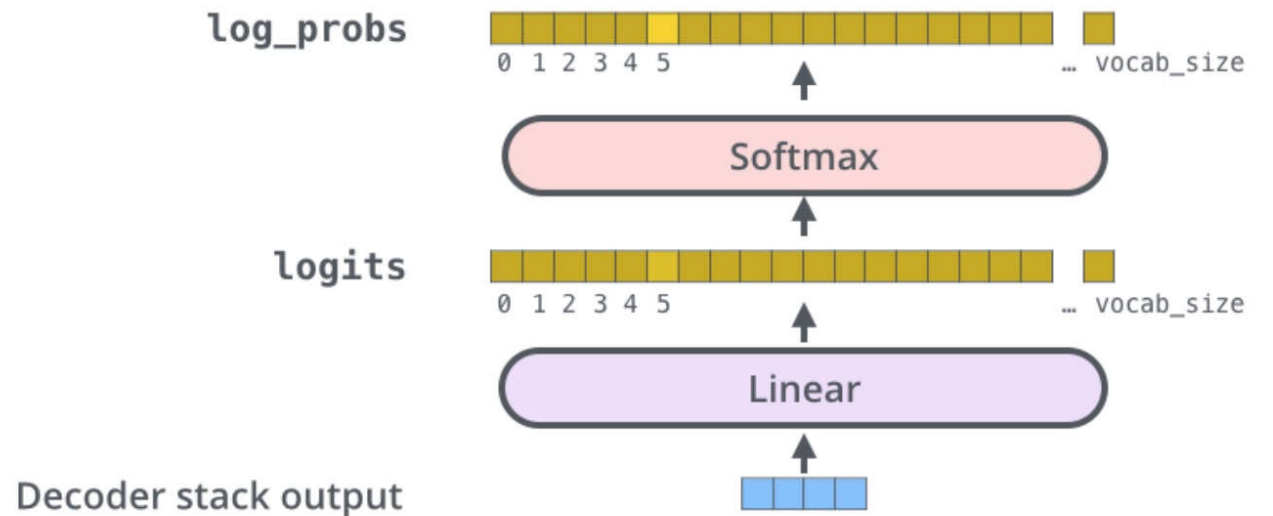 log_probs
0 1 2 3 4 5 … vocab_size
Softmax
logits
0 1 2 3 4 5 … vocab_size
Linear
Decoder stack output